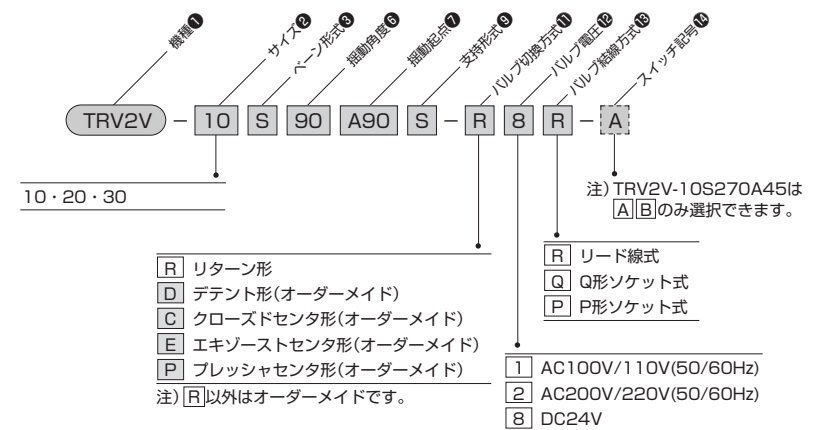 機種❶
サイズ❷
ベーン形式❸
揺動角度❻
揺動起点❼
支持形式❾
バルブ切換方式⓫
バルブ電圧⓬
バルブ結線方式⓭
スイッチ記号⓮
TRV2V - 10 S 90 A90 S - R 8 R - A
10・20・30
注) TRV2V-10S270A45は
A Bのみ選択できます。
R リターン形
D デテント形(オーダーメイド)
C クローズドセンタ形(オーダーメイド)
E エキゾーストセンタ形(オーダーメイド)
P プレッシャセンタ形(オーダーメイド)
注) R以外はオーダーメイドです。
R リード線式
Q Q形ソケット式
P P形ソケット式
1 AC100V/110V(50/60Hz)
2 AC200V/220V(50/60Hz)
8 DC24V